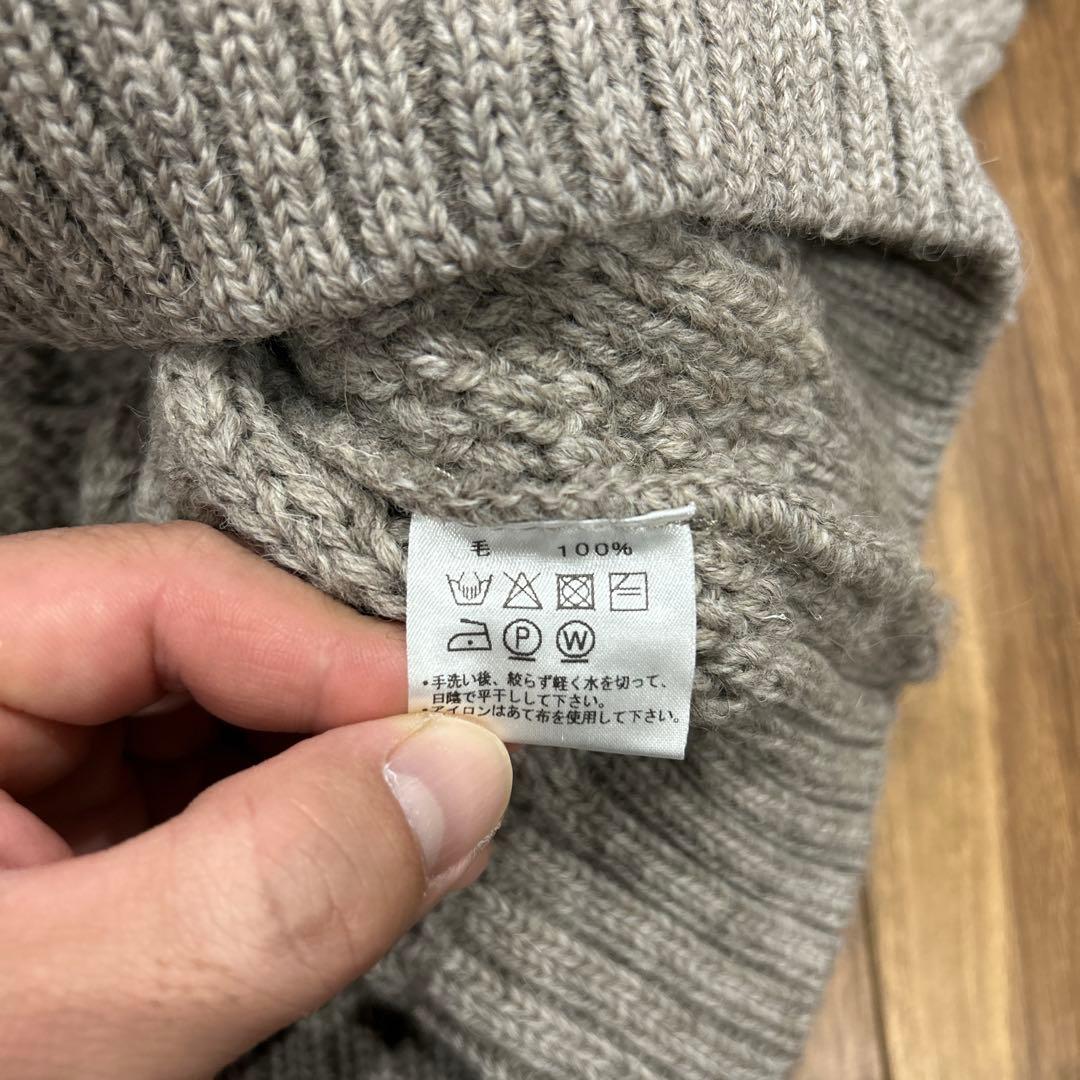 毛 100%
P W
・手洗い後、絞らず軽く水を切って、
日陰で平干しして下さい。
・アイロンはあて布を使用して下さい。